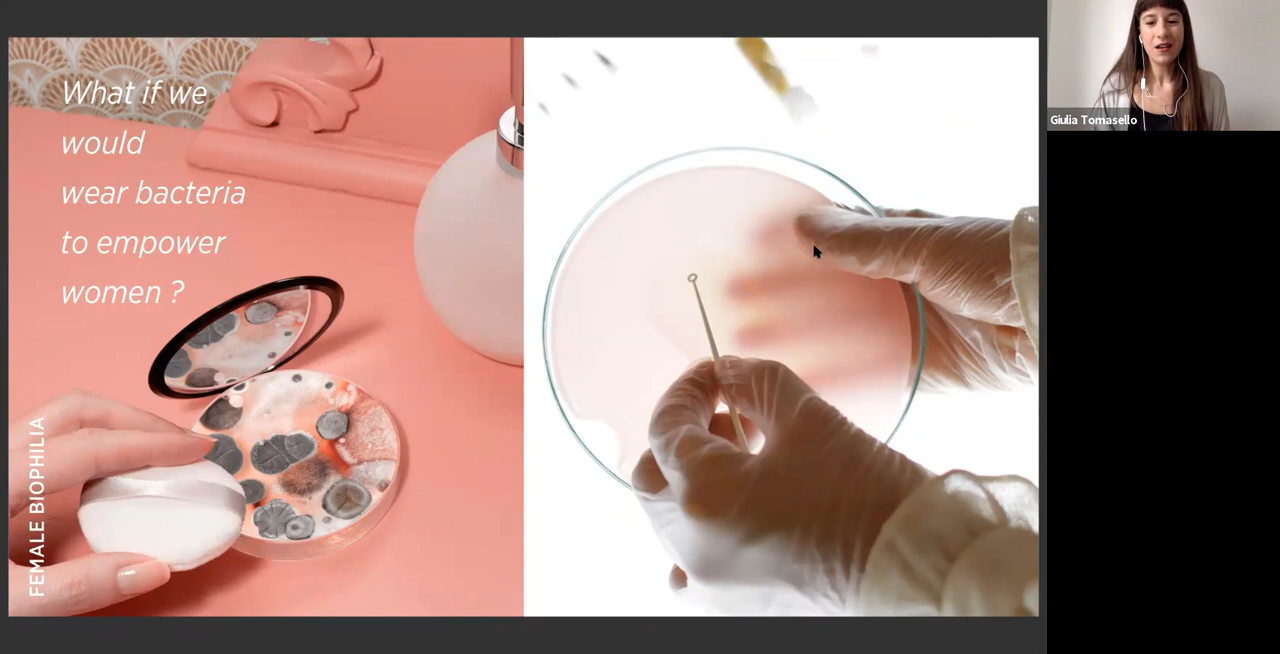 What if we
would
wear bacteria
to empower
women ?
FEMALE BIOPHILIA
Giulia Tomasello